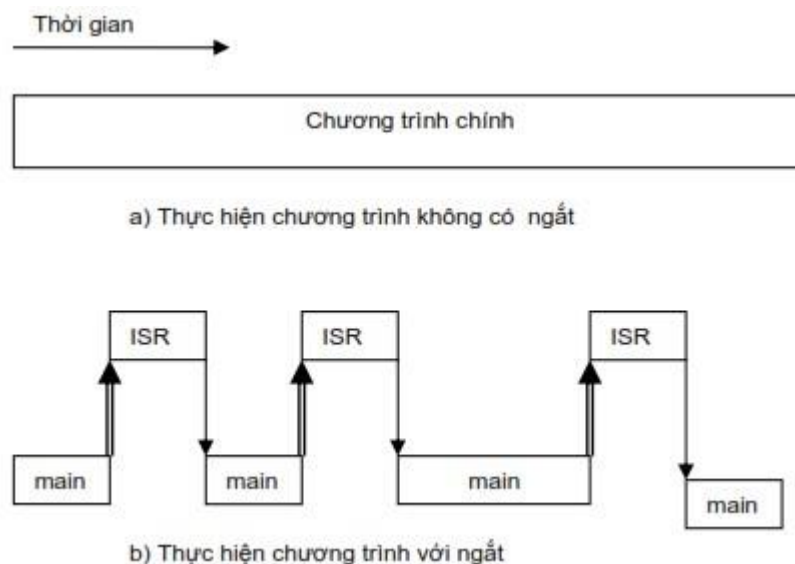 Thời gian
Chương trình chính
a) Thực hiện chương trình không có ngắt
ISR
ISR
ISR
main
main
main
main
b) Thực hiện chương trình với ngắt